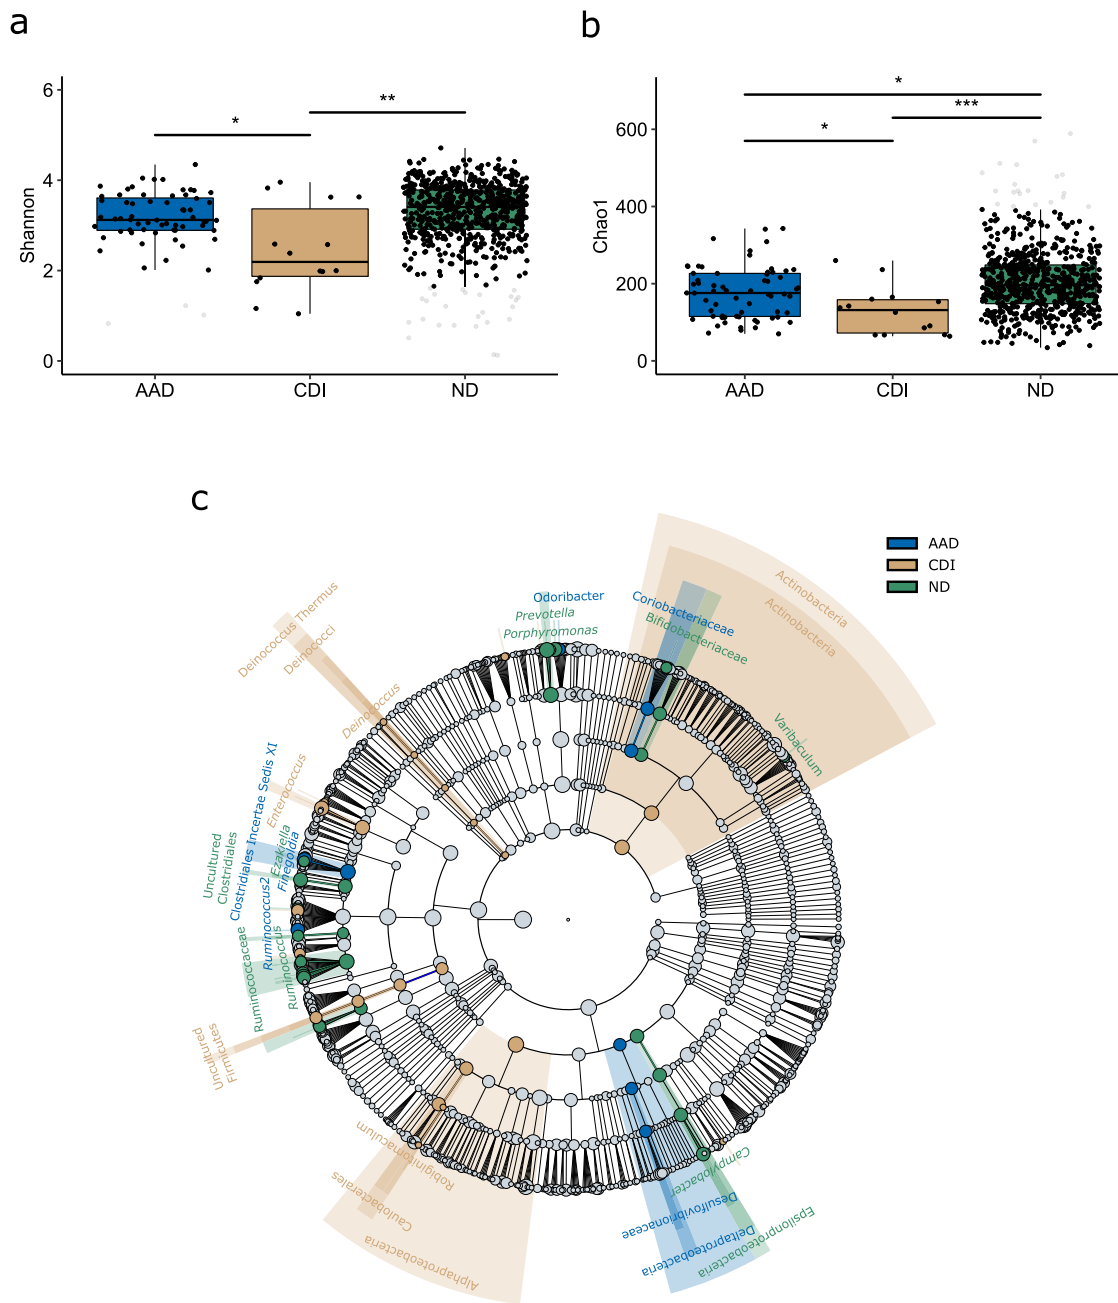 a
b
Shannon
6
4
2
0
*
**
AAD
CDI
ND
Chao1
600
400
200
0
*
***
*
AAD
CDI
ND
c
AAD
CDI
ND
Actinobacteria
Actinobacteria
Coriobacteriaceae
Bifidobacteriaceae
Varibaculum
Odoribacter
Prevotella
Porphyromonas
Deinococcus Thermus
Deinococci
Deinococcus
Enterococcus
Clostridiales Incertae Sedis XI
Ezakiella
Finegoldia
Uncultured
Clostridiales
Ruminococcus2
Ruminococcaceae
Ruminococcus
Uncultured
Firmicutes
Robiginitomaculum
Caulobacterales
Alphaproteobacteria
Campylobacter
Desulfovibrionaceae
Deltaproteobacteria
Epsilonproteobacteria